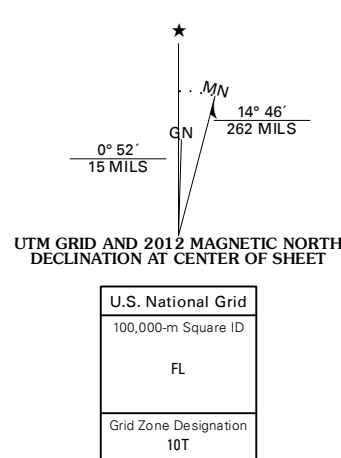 ★
MN
GN
14° 46´
262 MILS
0° 52´
15 MILS
UTM GRID AND 2012 MAGNETIC NORTH
DECLINATION AT CENTER OF SHEET
U.S. National Grid
100,000-m Square ID
FL
Grid Zone Designation
10T